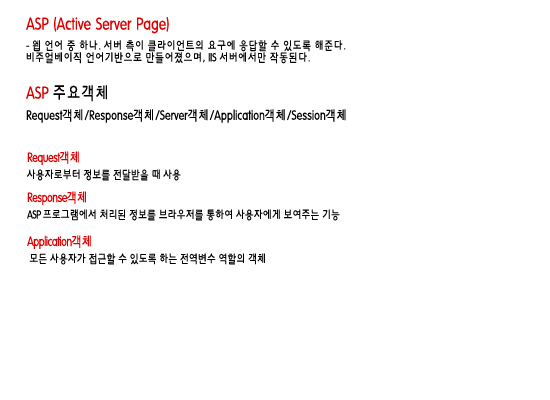 ASP (Active Server Page)
- 웹 언어 중 하나. 서버 측이 클라이언트의 요구에 응답할 수 있도록 해준다.
비주얼베이직 언어기반으로 만들어졌으며, IIS 서버에서만 작동된다.
ASP 주요객체
Request객체/Response객체/Server객체/Application객체/Session객체
Request객체
사용자로부터 정보를 전달받을 때 사용
Response객체
ASP 프로그램에서 처리된 정보를 브라우저를 통하여 사용자에게 보여주는 기능
Application객체
모든 사용자가 접근할 수 있도록 하는 전역변수 역할의 객체